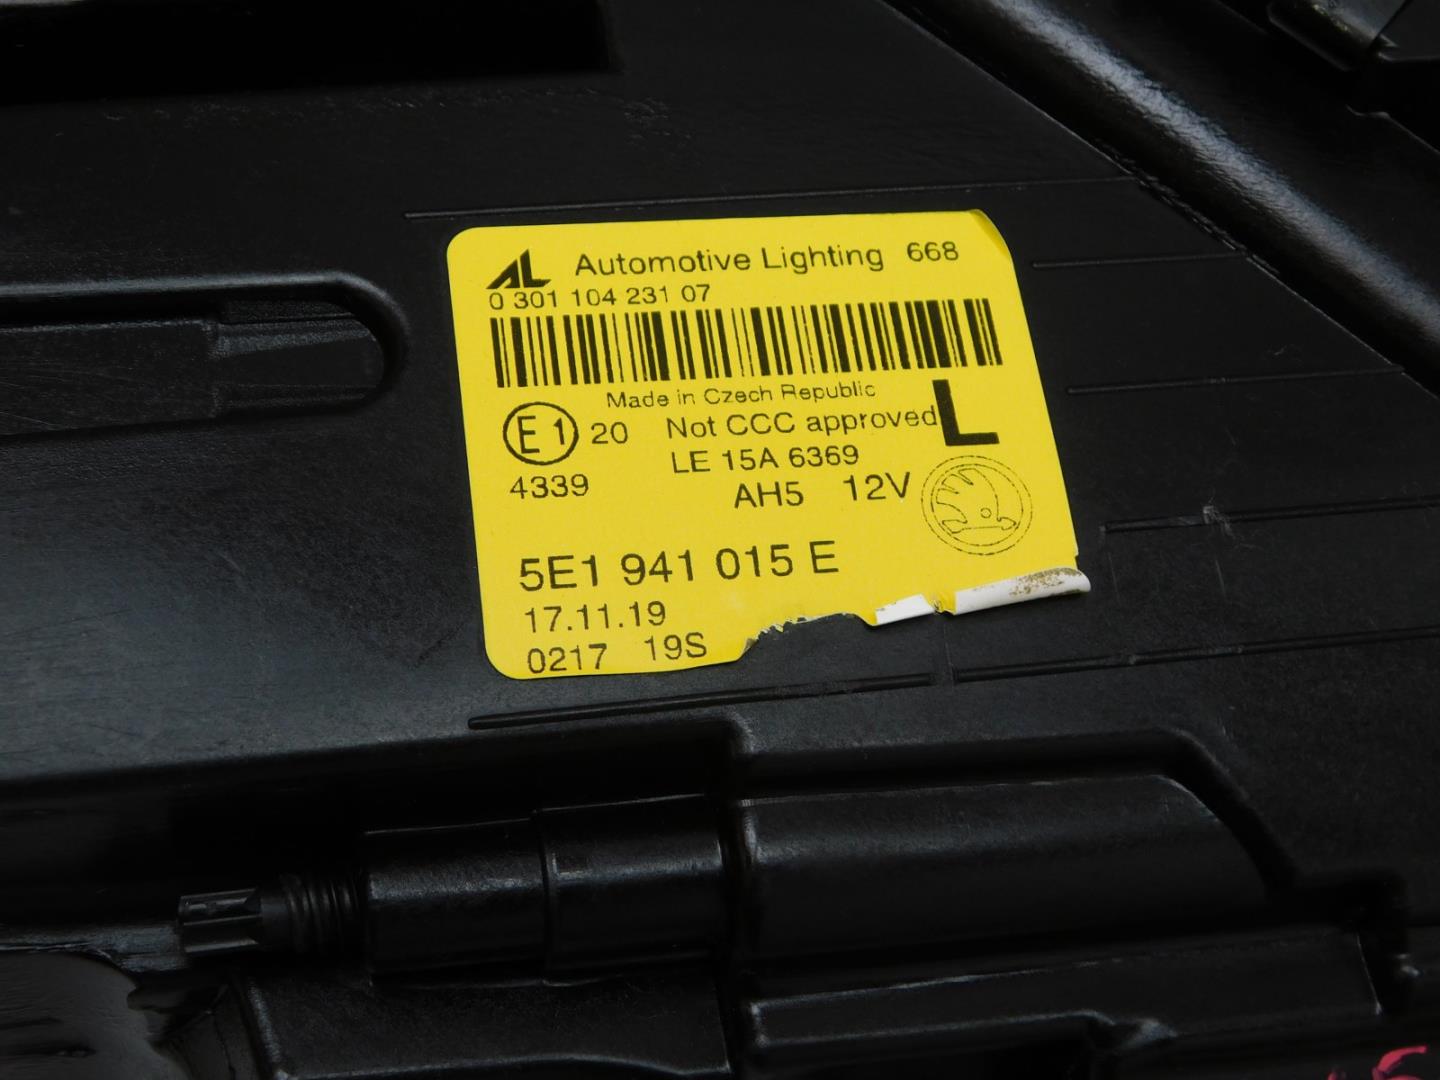 AL Automotive Lighting 668
0 301 104 231 07
Made in Czech Republic
E1 20 Not CCC approved L
4339 LE 15A 6369
AH5 12V
5E1 941 015 E
17.11.19
0217 19S